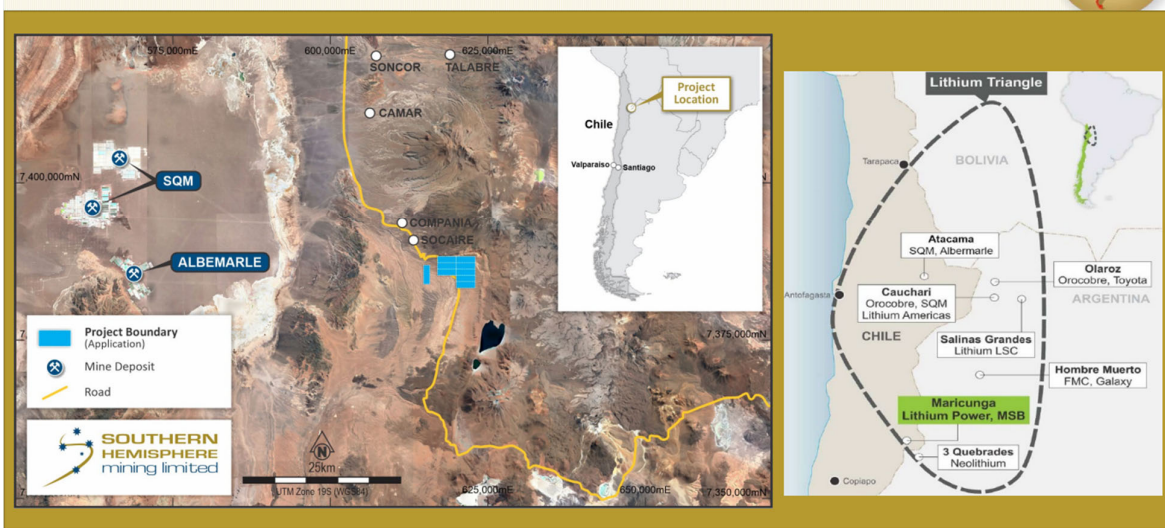 575,000mE
600,000mE
625,000mE
SONCOR
TALABRE
CAMAR
7,400,000mN
SQM
COMPANIA
SOCAIRE
ALBEMARLE
7,375,000mN
Project Boundary
(Application)
Mine Deposit
Road
SOUTHERN
HEMISPHERE
mining limited
N
25km
UTM Zone 19S (WGS84)
625,000mE
650,000mE
7,350,000mN
Project
Location
Chile
Valparaiso
Santiago
Lithium Triangle
Tarapaca
BOLIVIA
Atacama
SQM, Albermarle
Olaroz
Orocobre, Toyota
Antofagasta
Cauchari
Orocobre, SQM
Lithium Americas
ARGENTINA
CHILE
Salinas Grandes
Lithium LSC
Hombre Muerto
FMC, Galaxy
Maricunga
Lithium Power, MSB
3 Quebrades
Neolithium
Copiapo